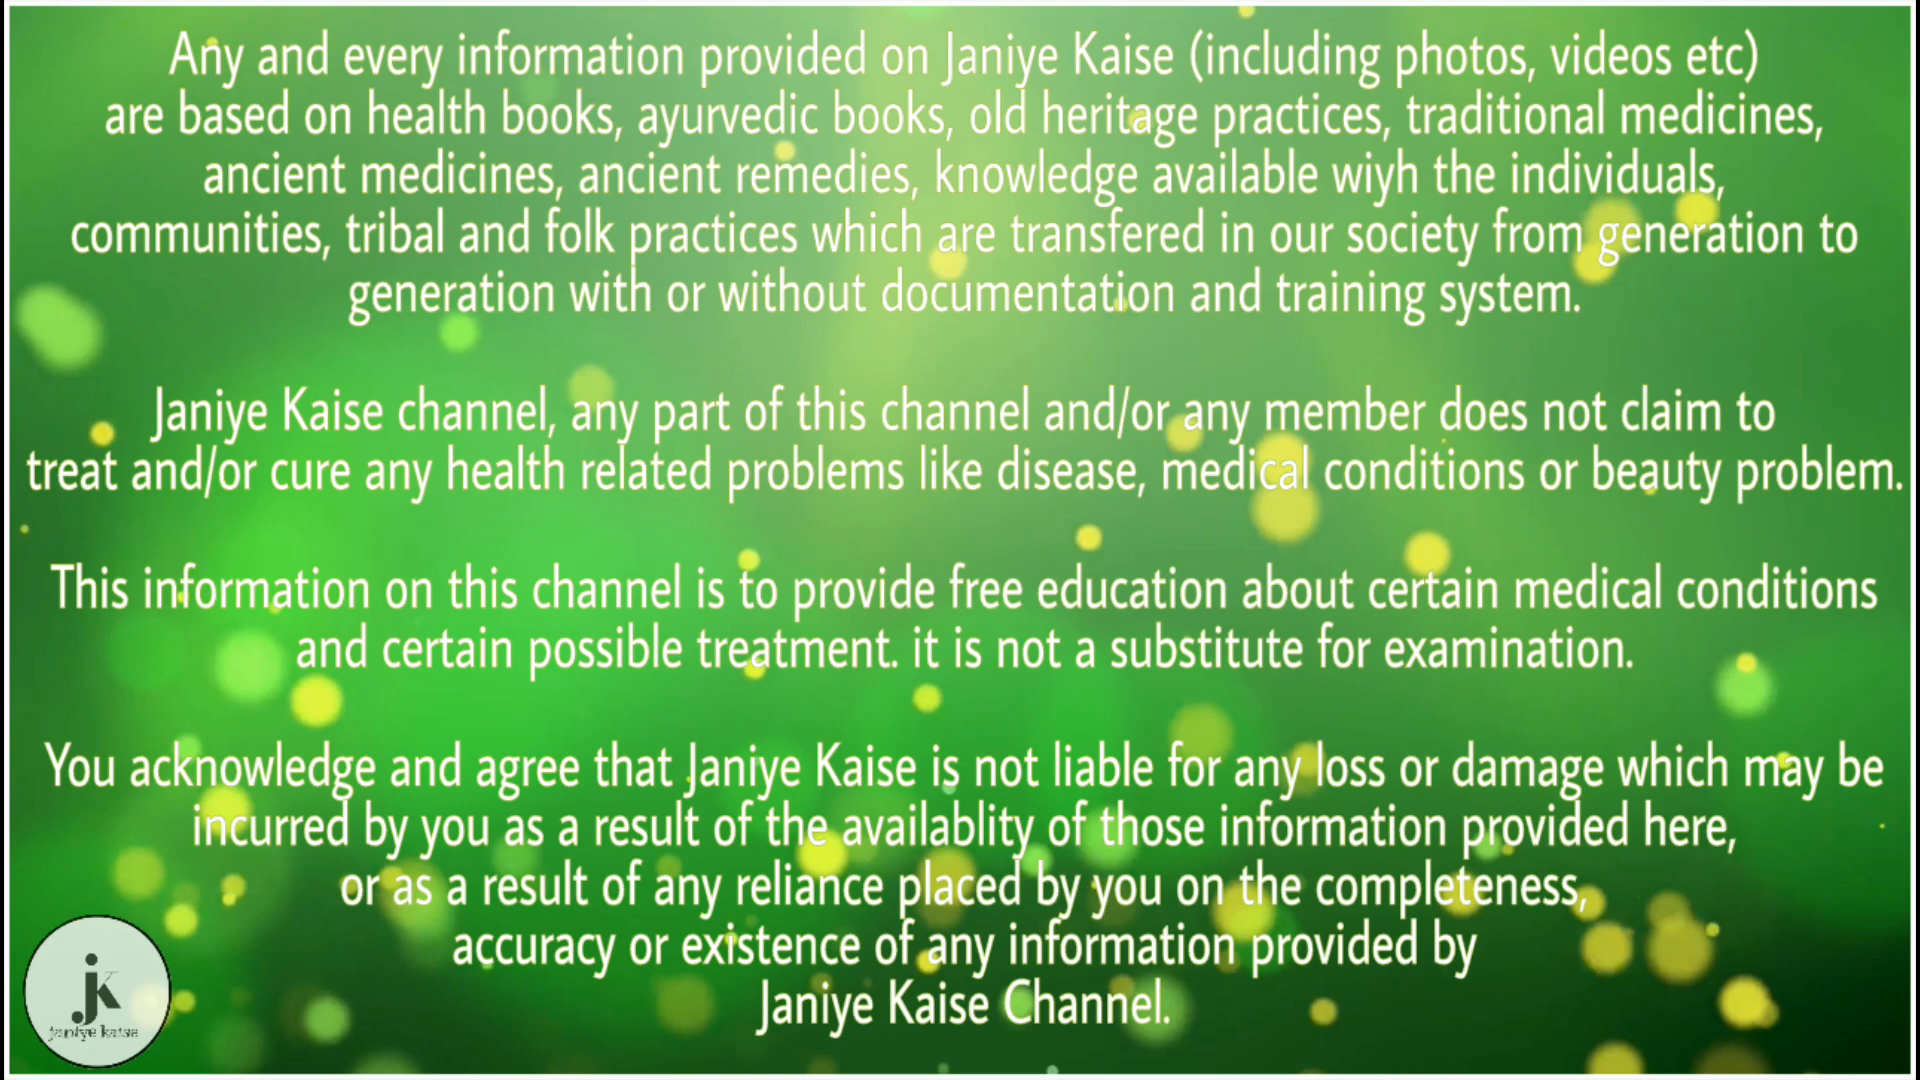 Any and every information provided on Janiye Kaise (including photos, videos etc)
are based on health books, ayurvedic books, old heritage practices, traditional medicines,
ancient medicines, ancient remedies, knowledge available wiyh the individuals,
communities, tribal and folk practices which are transfered in our society from generation to
generation with or without documentation and training system.
Janiye Kaise channel, any part of this channel and/or any member does not claim to
treat and/or cure any health related problems like disease, medical conditions or beauty problem.
This information on this channel is to provide free education about certain medical conditions
and certain possible treatment. it is not a substitute for examination.
You acknowledge and agree that Janiye Kaise is not liable for any loss or damage which may be
incurred by you as a result of the availablity of those information provided here,
or as a result of any reliance placed by you on the completeness,
accuracy or existence of any information provided by
Janiye Kaise Channel.
jk
janiye kaise